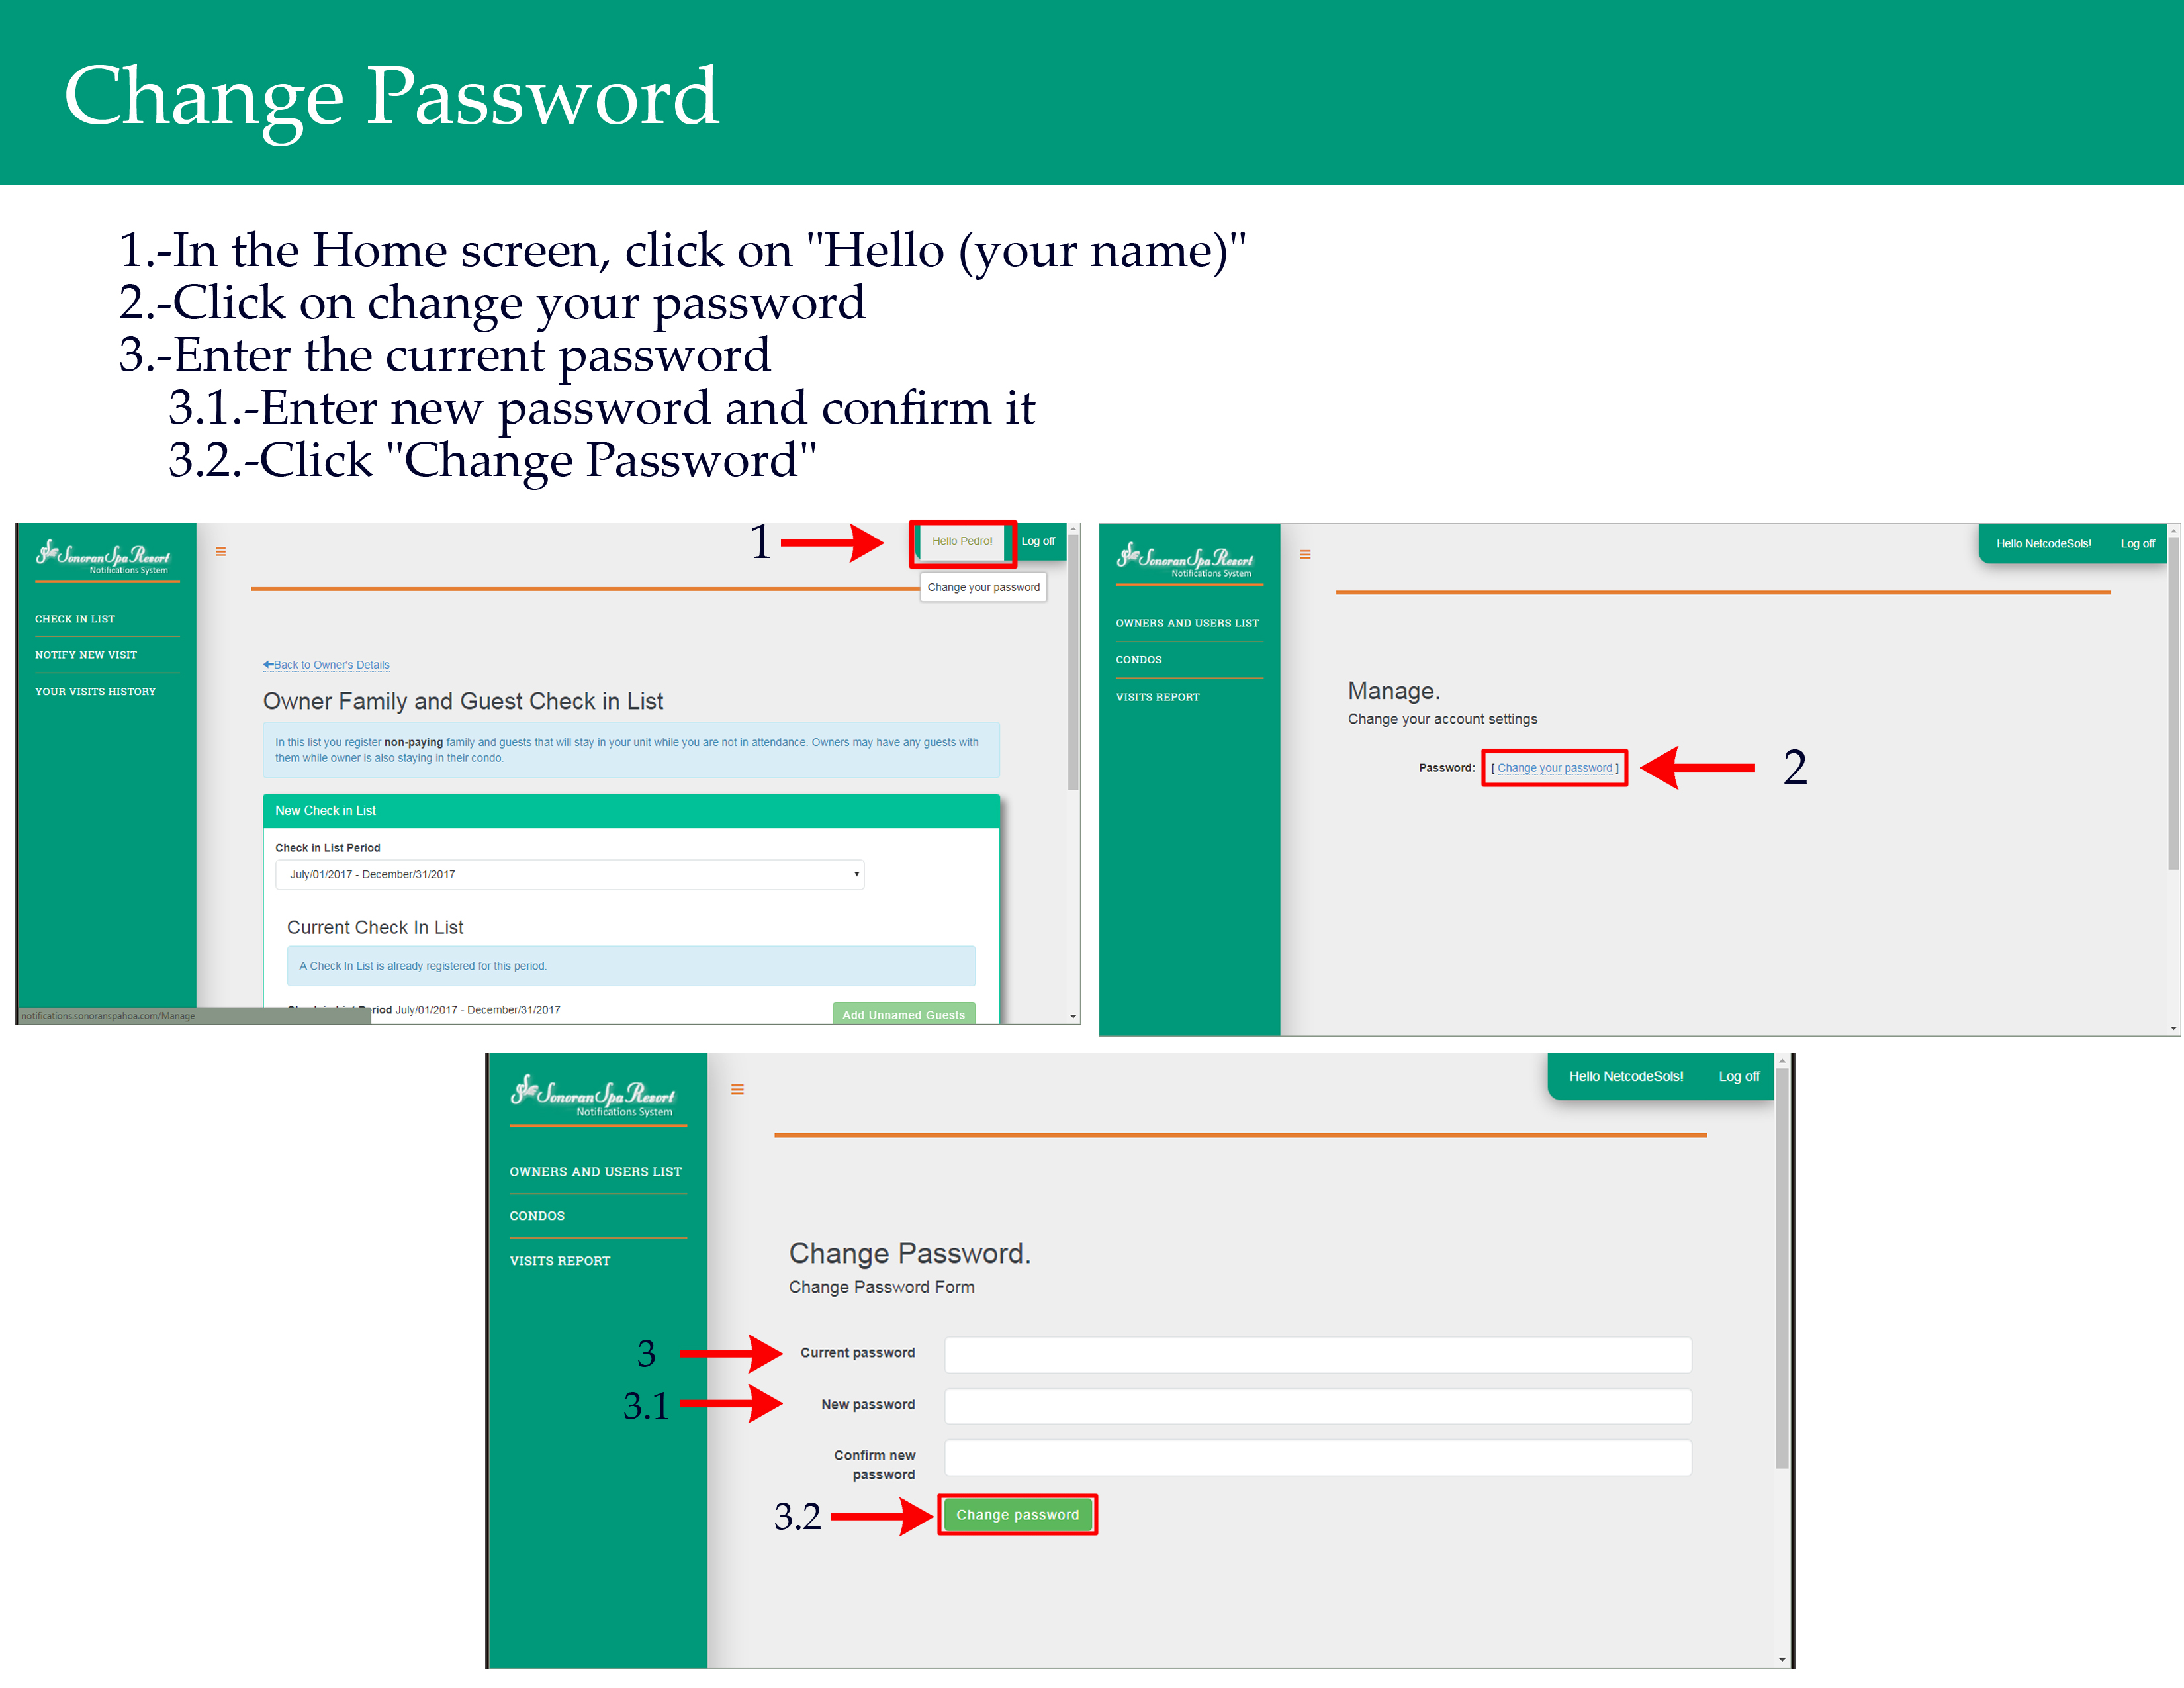 Change Password
1.-In the Home screen, click on "Hello (your name)"
2.-Click on change your password
3.-Enter the current password
3.1.-Enter new password and confirm it
3.2.-Click "Change Password"
Sonoran Spa Resort
Notifications System
CHECK IN LIST
NOTIFY NEW VISIT
YOUR VISITS HISTORY
1
Hello Pedro!
Log off
Change your password
Back to Owner's Details
Owner Family and Guest Check in List
In this list you register non-paying family and guests that will stay in your unit while you are not in attendance. Owners may have any guests with
them while owner is also staying in their condo.
New Check in List
Check in List Period
July/01/2017 - December/31/2017
Current Check In List
A Check In List is already registered for this period.
July/01/2017 - December/31/2017
Add Unnamed Guests
notifications.sonoranspahoa.com/Manage
Sonoran Spa Resort
Notifications System
OWNERS AND USERS LIST
CONDOS
VISITS REPORT
Hello NetcodeSols!
Log off
Manage.
Change your account settings
Password: [ Change your password ]
2
Sonoran Spa Resort
Notifications System
OWNERS AND USERS LIST
CONDOS
VISITS REPORT
Hello NetcodeSols!
Log off
Change Password.
Change Password Form
3
Current password
3.1
New password
Confirm new
password
3.2
Change password